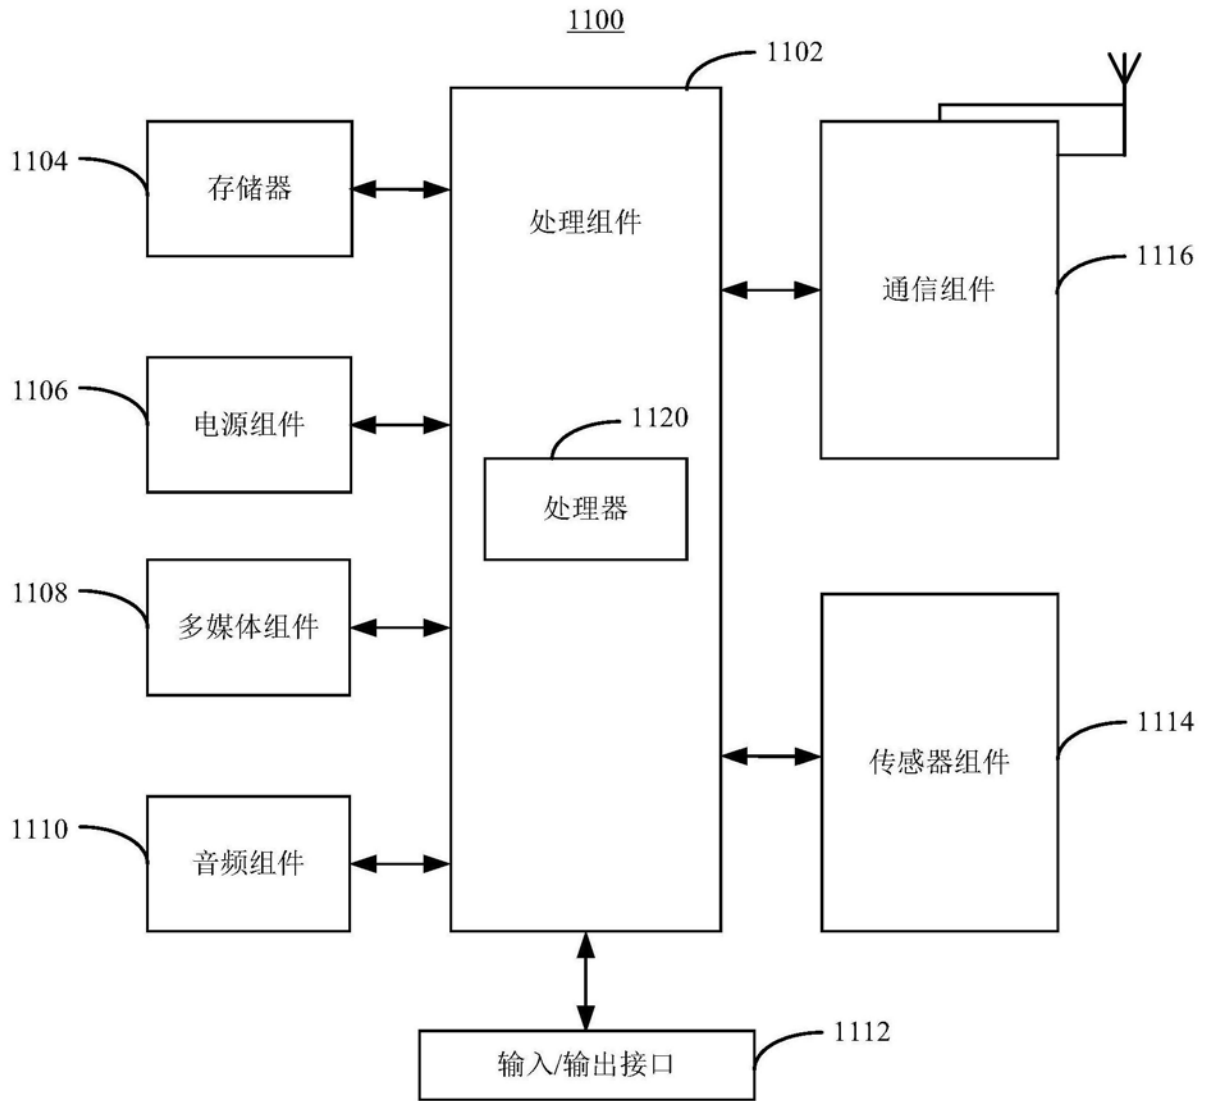 1100
1102
1104
存储器
处理组件
1116
通信组件
1106
电源组件
1120
处理器
1108
多媒体组件
1114
传感器组件
1110
音频组件
1112
输入/输出接口